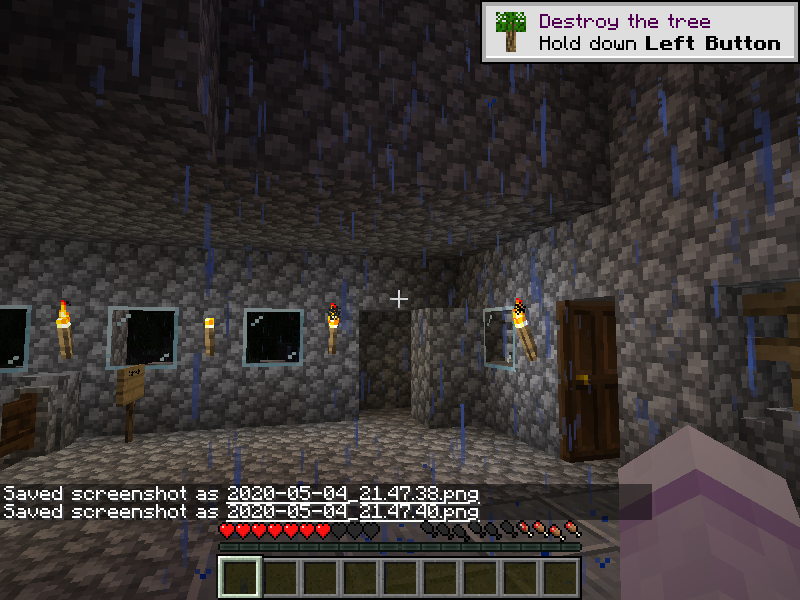 Destroy the tree
Hold down Left Button
Saved screenshot as 2020-05-04_21.47.38.png
Saved screenshot as 2020-05-04_21.47.40.png